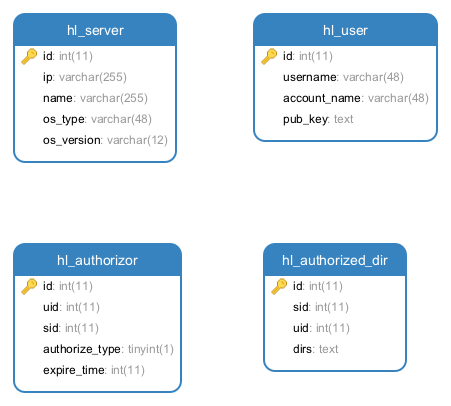 hl_server
id: int(11)
ip: varchar(255)
name: varchar(255)
os_type: varchar(48)
os_version: varchar(12)
hl_user
id: int(11)
username: varchar(48)
account_name: varchar(48)
pub_key: text
hl_authorizor
id: int(11)
uid: int(11)
sid: int(11)
authorize_type: tinyint(1)
expire_time: int(11)
hl_authorized_dir
id: int(11)
sid: int(11)
uid: int(11)
dirs: text